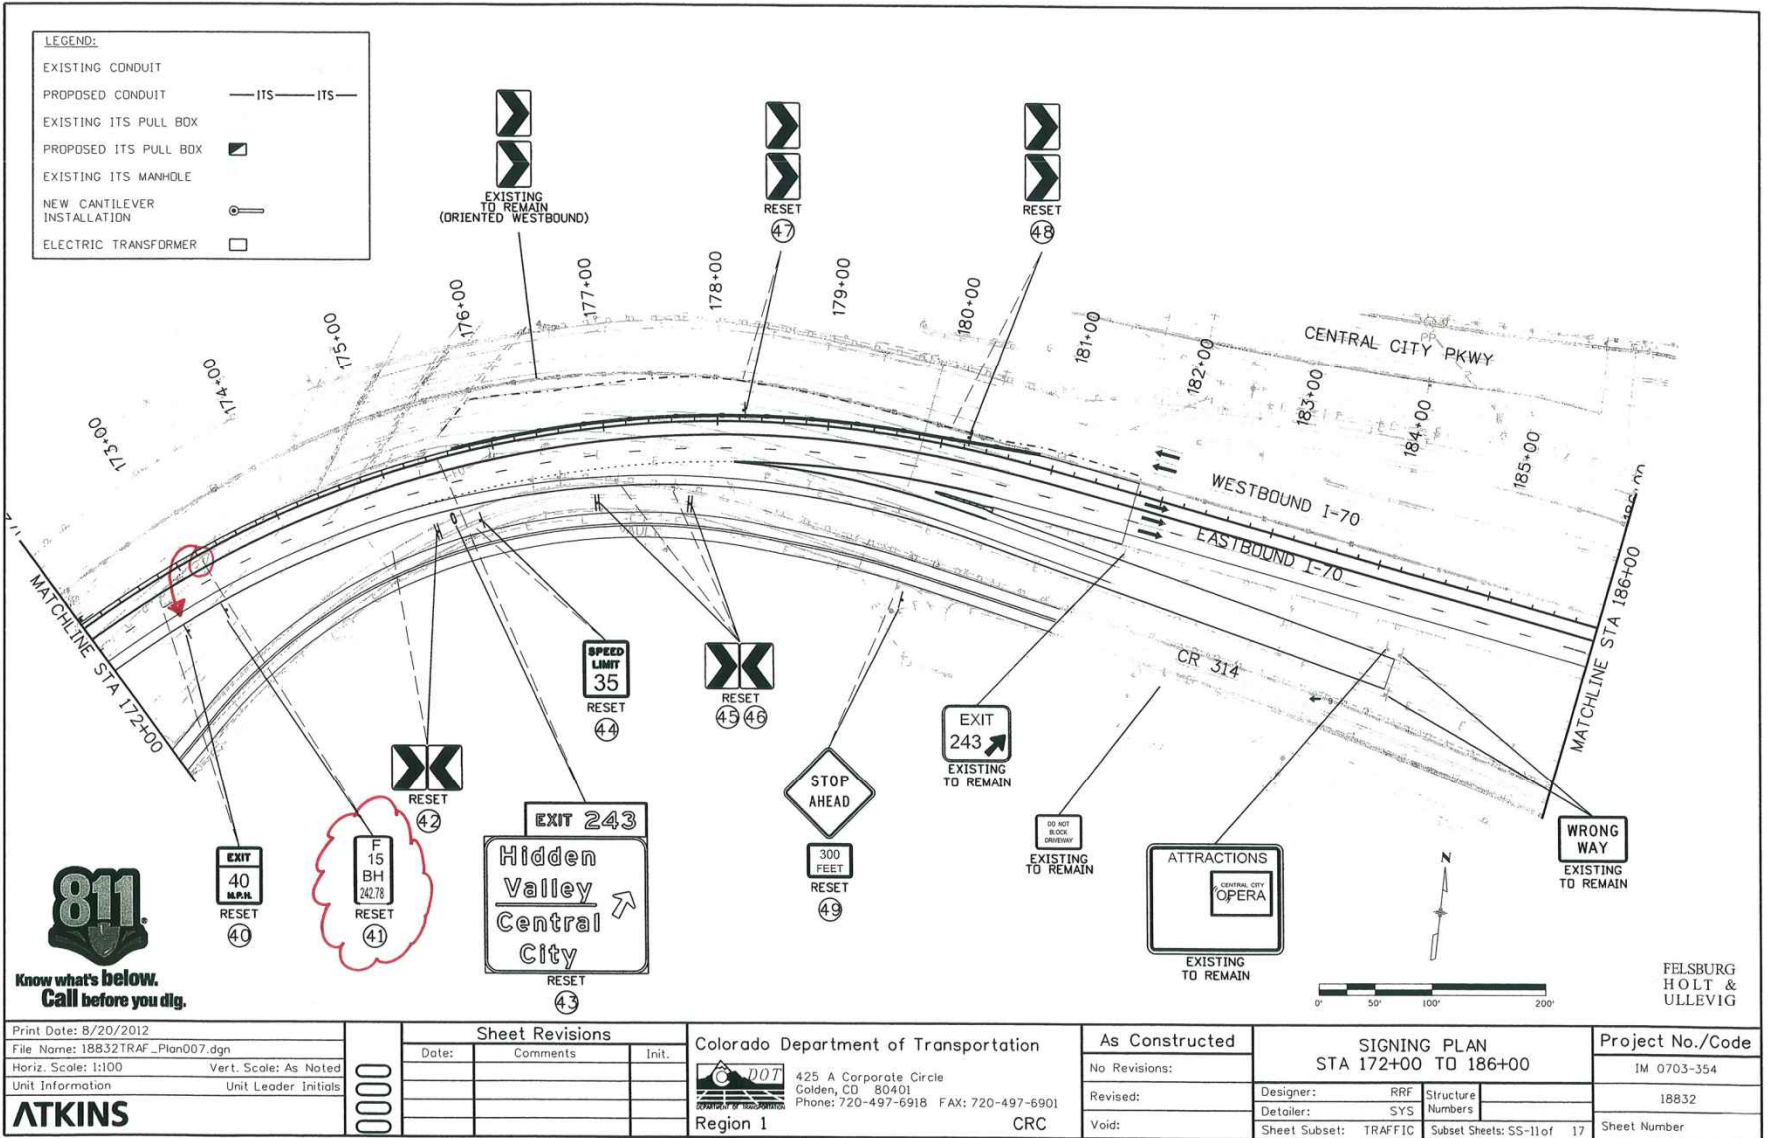 LEGEND:
EXISTING CONDUIT
PROPOSED CONDUIT
ITS ITS
EXISTING ITS PULL BOX
PROPOSED ITS PULL BOX
EXISTING ITS MANHOLE
NEW CANTILEVER
INSTALLATION
ELECTRIC TRANSFORMER
EXISTING
TO REMAIN
(ORIENTED WESTBOUND)
RESET
47
RESET
48
173+00
174+00
175+00
176+00
177+00
178+00
179+00
180+00
181+00
182+00
183+00
184+00
185+00
CENTRAL CITY PKWY
WESTBOUND I-70
EASTBOUND I-70
CR 314
MATCHLINE STA 172+00
MATCHLINE STA 186+00
EXIT
40
M.P.H.
RESET
40
F
15
BH
242.78
RESET
41
RESET
42
EXIT 243
Hidden
Valley
Central
City
RESET
43
SPEED
LIMIT
35
RESET
44
RESET
45 46
STOP
AHEAD
300
FEET
RESET
49
EXIT
243
EXISTING
TO REMAIN
DO NOT
BLOCK
DRIVEWAY
EXISTING
TO REMAIN
ATTRACTIONS
CENTRAL CITY
OPERA
EXISTING
TO REMAIN
WRONG
WAY
EXISTING
TO REMAIN
N
0' 50' 100' 200'
FELSBURG
HOLT &
ULLEVIG
811
Know what's below.
Call before you dig.
Print Date: 8/20/2012
File Name: 18832TRAF_Plan007.dgn
Horiz. Scale: 1:100 Vert. Scale: As Noted
Unit Information Unit Leader Initials
ATKINS
Sheet Revisions
Date: Comments Init.
Colorado Department of Transportation
DOT
DEPARTMENT OF TRANSPORTATION
425 A Corporate Circle
Golden, CO 80401
Phone: 720-497-6918 FAX: 720-497-6901
Region 1 CRC
As Constructed
No Revisions:
Revised:
Void:
SIGNING PLAN
STA 172+00 TO 186+00
Designer: RRF
Detailer: SYS
Structure
Numbers
Sheet Subset: TRAFFIC
Subset Sheets: SS-11 of 17
Project No./Code
IM 0703-354
18832
Sheet Number